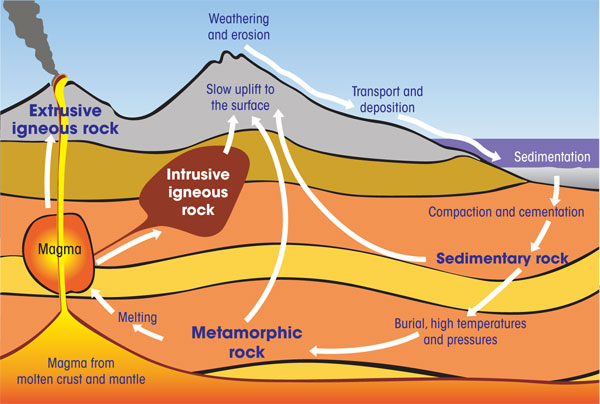 Weathering
and erosion
Slow uplift to
the surface
Transport and
deposition
Extrusive
igneous rock
Sedimentation
Intrusive
igneous
rock
Compaction and cementation
Magma
Sedimentary rock
Melting
Metamorphic
rock
Burial, high temperatures
and pressures
Magma from
molten crust and mantle